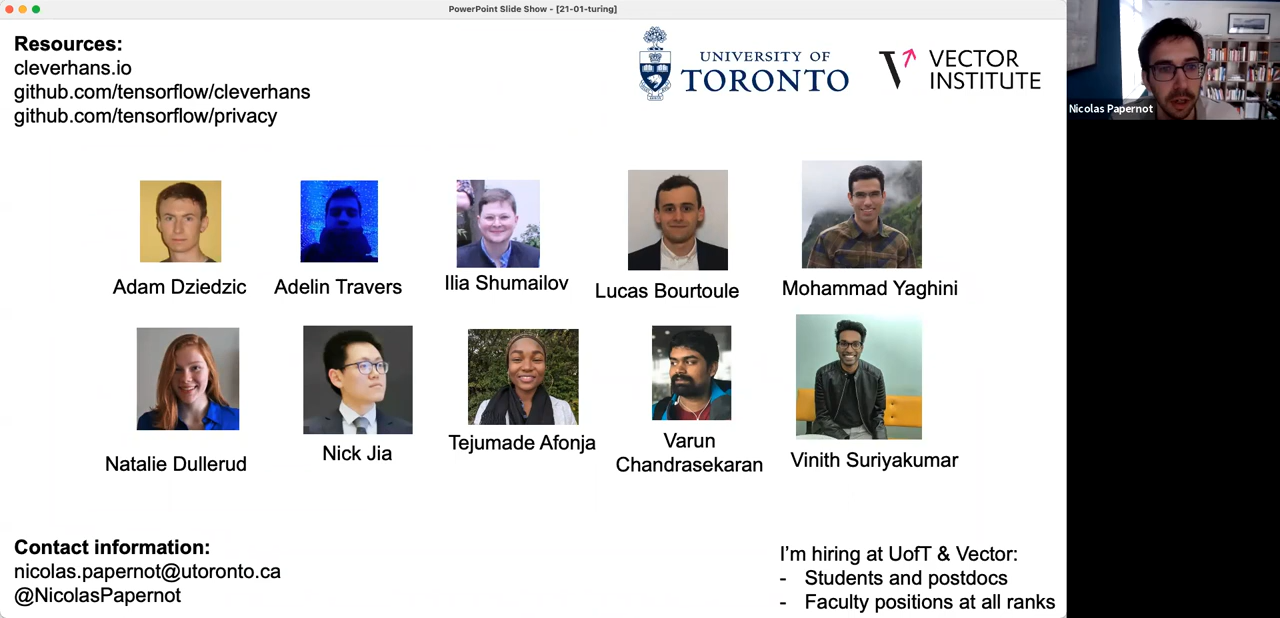 PowerPoint Slide Show - [21-01-turing]
Resources:
cleverhans.io
github.com/tensorflow/cleverhans
github.com/tensorflow/privacy
UNIVERSITY OF
TORONTO
VECTOR
INSTITUTE
Nicolas Papernot
Adam Dziedzic
Adelin Travers
Ilia Shumailov
Lucas Bourtoule
Mohammad Yaghini
Natalie Dullerud
Nick Jia
Tejumade Afonja
Varun
Chandrasekaran
Vinith Suriyakumar
Contact information:
nicolas.papernot@utoronto.ca
@NicolasPapernot
I'm hiring at UofT & Vector:
- Students and postdocs
- Faculty positions at all ranks